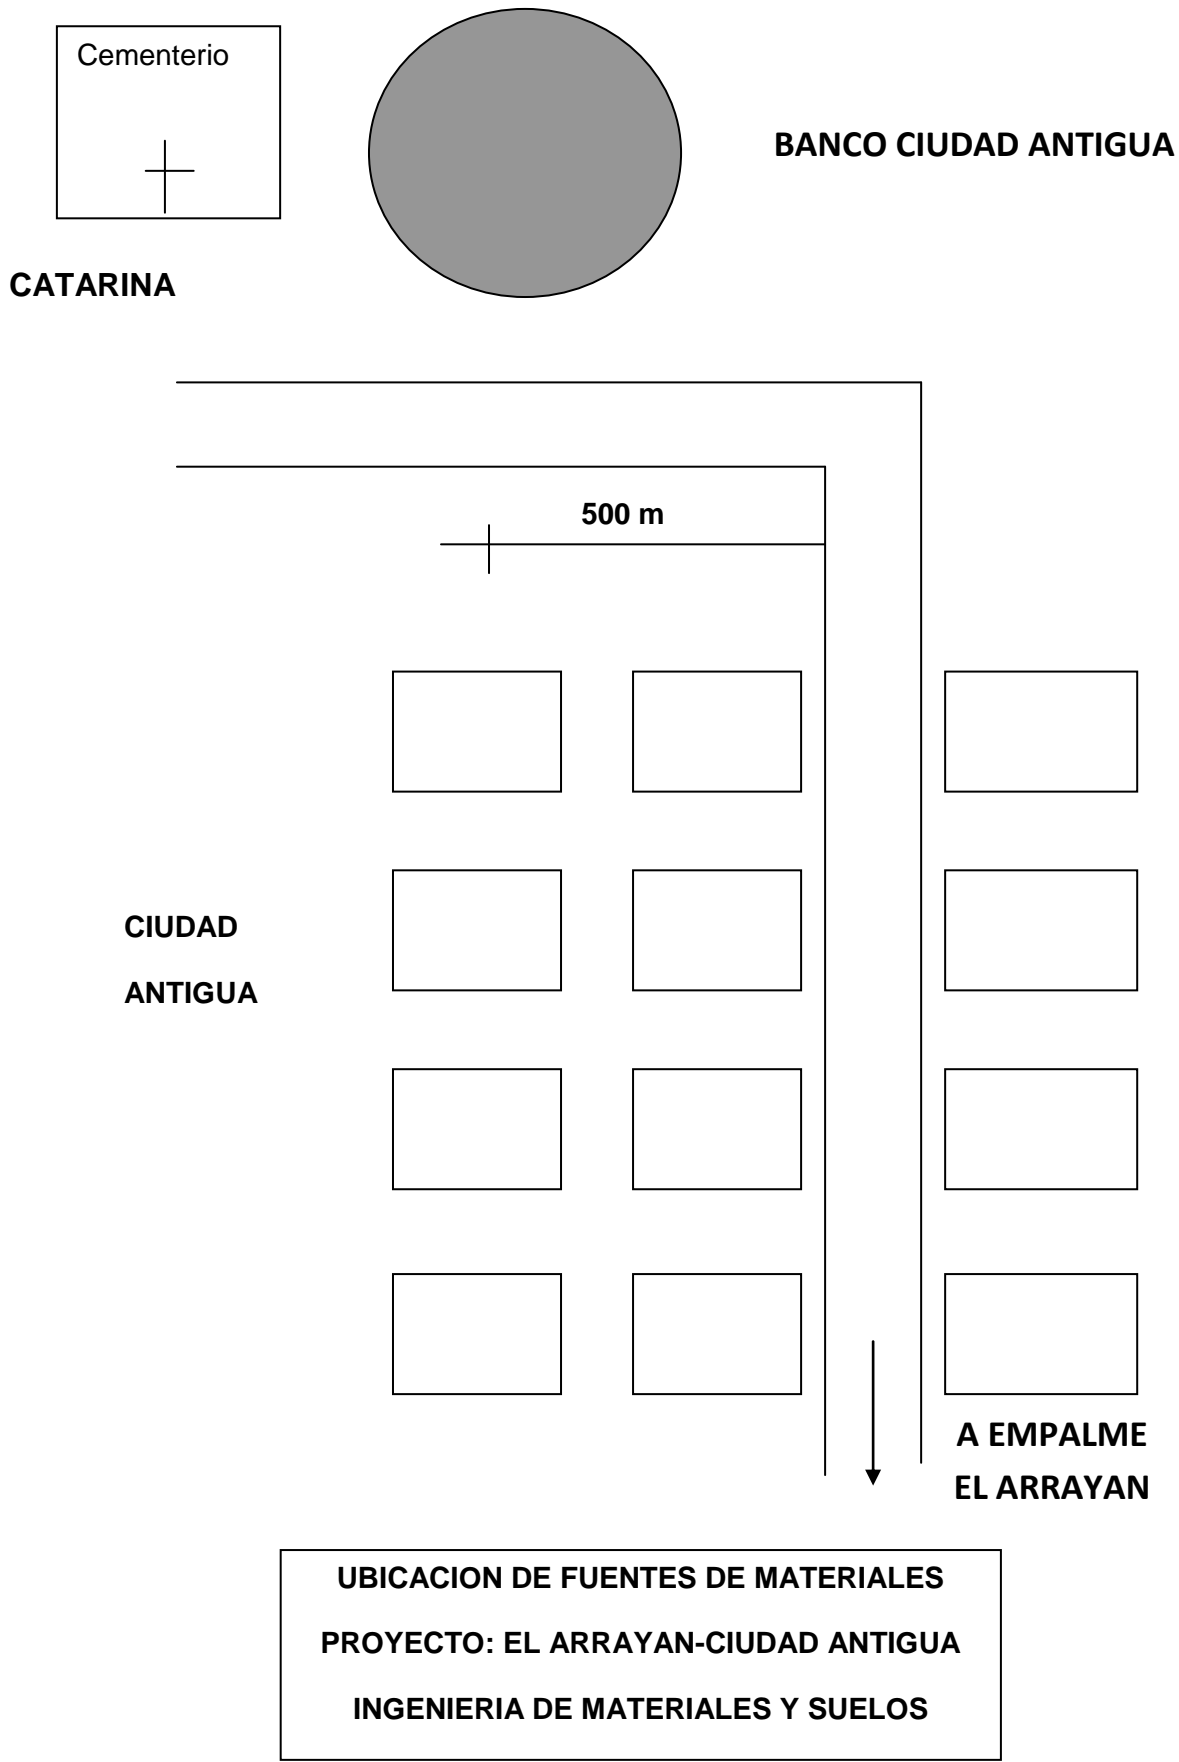 Cementerio
BANCO CIUDAD ANTIGUA
CATARINA
500 m
CIUDAD
ANTIGUA
A EMPALME
EL ARRAYAN
UBICACION DE FUENTES DE MATERIALES
PROYECTO: EL ARRAYAN-CIUDAD ANTIGUA
INGENIERIA DE MATERIALES Y SUELOS